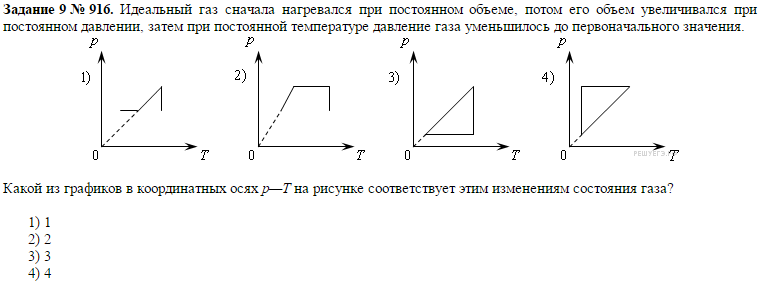 Задание 9 № 916. Идеальный газ сначала нагревался при постоянном объеме, потом его объем увеличивался при
постоянном давлении, затем при постоянной температуре давление газа уменьшилось до первоначального значения.
p p p p
1) 2) 3) 4)
0 T 0 T 0 T 0 T
РЕШУЕГЭ.РФ
Какой из графиков в координатных осях p—T на рисунке соответствует этим изменениям состояния газа?
1) 1
2) 2
3) 3
4) 4